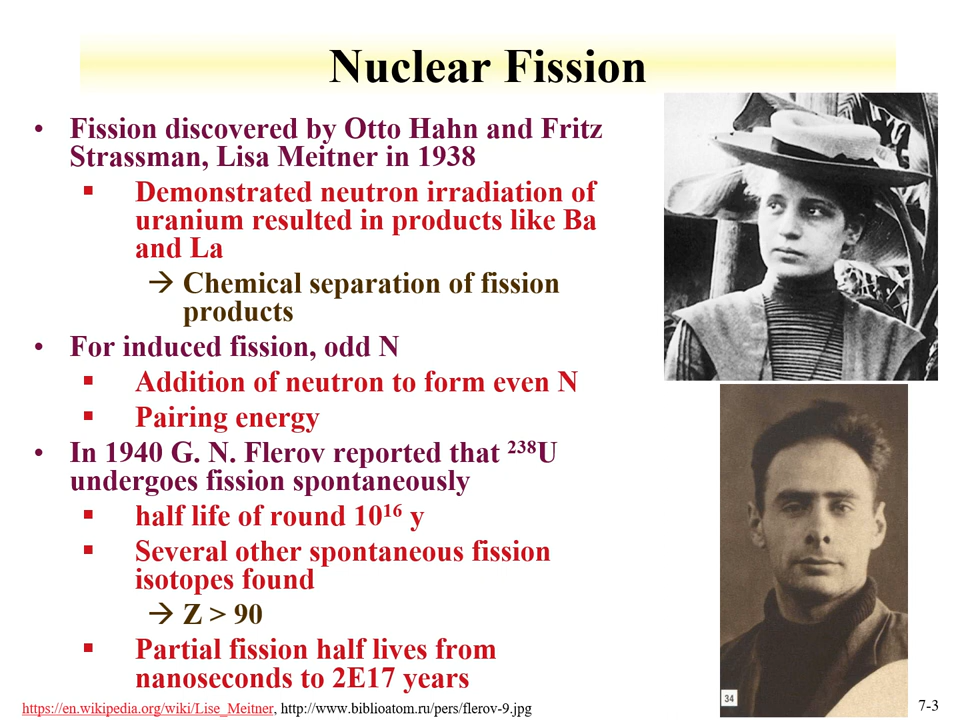 Nuclear Fission
• Fission discovered by Otto Hahn and Fritz
Strassman, Lisa Meitner in 1938
▪ Demonstrated neutron irradiation of
uranium resulted in products like Ba
and La
→ Chemical separation of fission
products
• For induced fission, odd N
▪ Addition of neutron to form even N
▪ Pairing energy
• In 1940 G. N. Flerov reported that ²³⁸U
undergoes fission spontaneously
▪ half life of round 10¹⁶ y
▪ Several other spontaneous fission
isotopes found
→ Z > 90
▪ Partial fission half lives from
nanoseconds to 2E17 years
34
https://en.wikipedia.org/wiki/Lise_Meitner, http://www.biblioatom.ru/pers/flerov-9.jpg
7-3